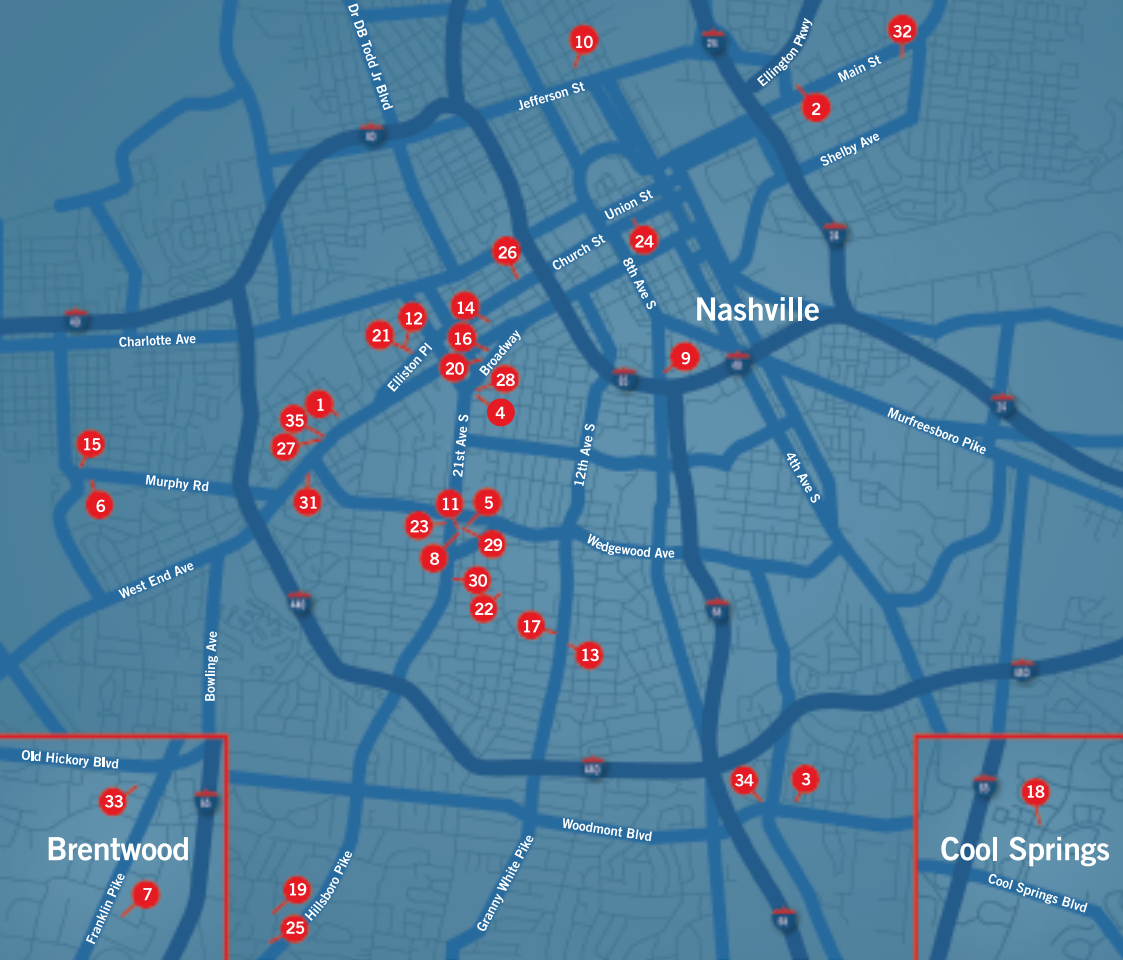 Dr DB Todd Jr Blvd
10
32
Ellington Pkwy
Main St
Jefferson St
2
Shelby Ave
Union St
24
Church St
26
8th Ave S
Nashville
14
12
21
16
Charlotte Ave
Broadway
9
20
Elliston Pl
28
4
1
35
27
21st Ave S
12th Ave S
Murfreesboro Pike
15
4th Ave S
Murphy Rd
6
31
11
5
23
29
8
Wedgewood Ave
West End Ave
30
22
17
13
Bowling Ave
Old Hickory Blvd
33
34
3
18
Woodmont Blvd
Brentwood
Cool Springs
7
Franklin Pike
19
Hillsboro Pike
25
Granny White Pike
Cool Springs Blvd